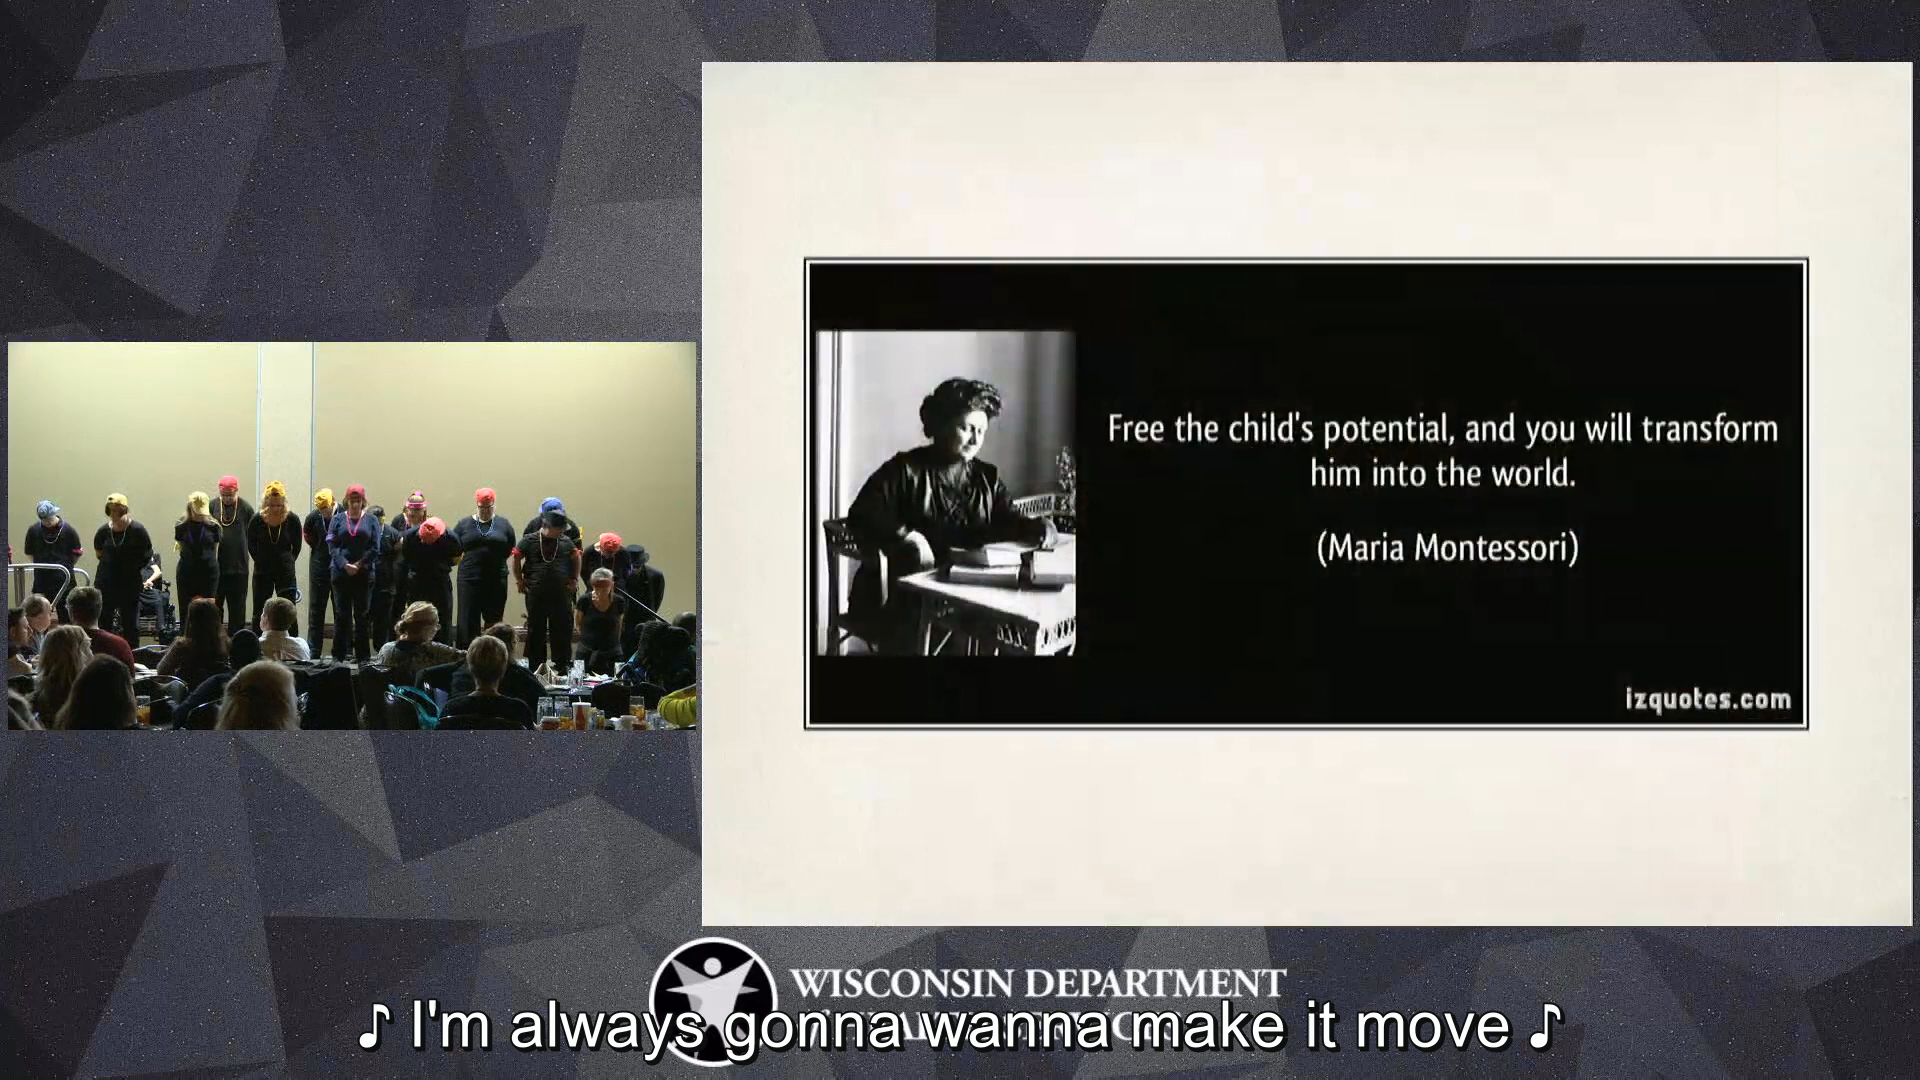 Free the child's potential, and you will transform
him into the world.
(Maria Montessori)
izquotes.com
WISCONSIN DEPARTMENT
♪ I'm always gonna wanna make it move ♪